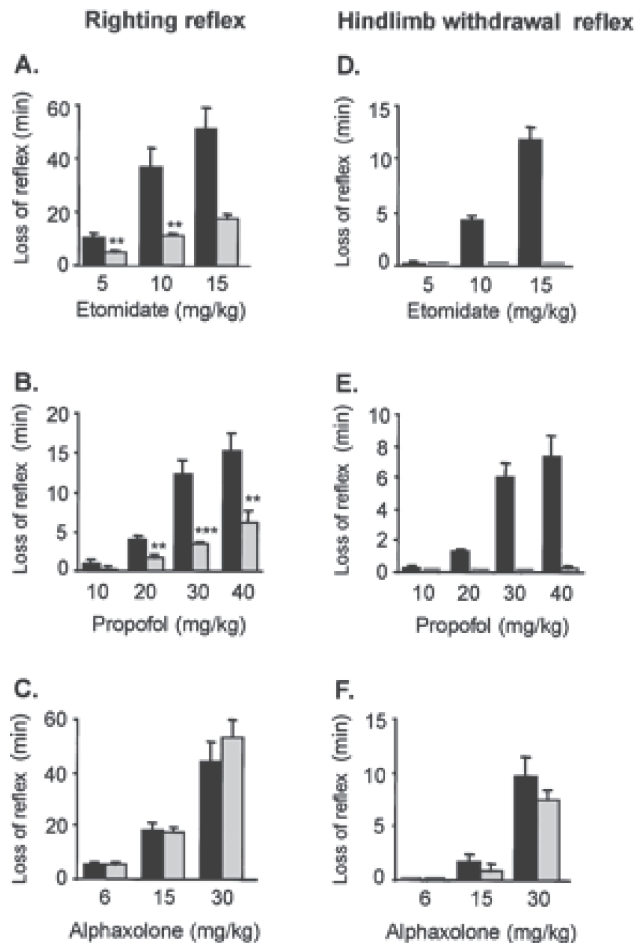 Righting reflex
Hindlimb withdrawal reflex
A.
Loss of reflex (min)
60
40
20
0
**
**
5
10
15
Etomidate (mg/kg)
D.
Loss of reflex (min)
15
10
5
0
5
10
15
Etomidate (mg/kg)
B.
Loss of reflex (min)
20
15
10
5
0
**
***
**
10
20
30
40
Propofol (mg/kg)
E.
Loss of reflex (min)
10
8
6
4
2
0
10
20
30
40
Propofol (mg/kg)
C.
Loss of reflex (min)
60
40
20
0
6
15
30
Alphaxolone (mg/kg)
F.
Loss of reflex (min)
15
10
5
0
6
15
30
Alphaxolone (mg/kg)